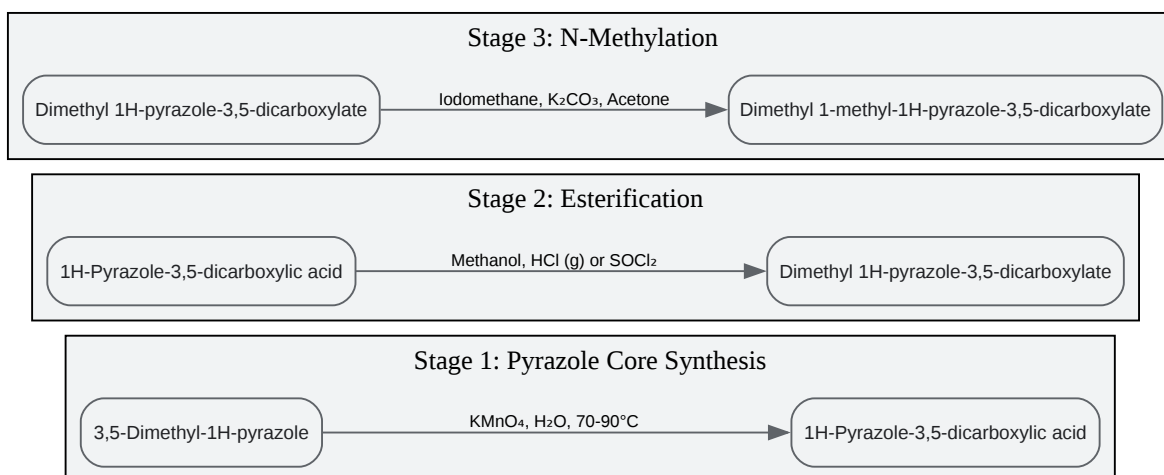 Stage 3: N-Methylation
Dimethyl 1H-pyrazole-3,5-dicarboxylate
Iodomethane, K₂CO₃, Acetone
Dimethyl 1-methyl-1H-pyrazole-3,5-dicarboxylate
Stage 2: Esterification
1H-Pyrazole-3,5-dicarboxylic acid
Methanol, HCl (g) or SOCl₂
Dimethyl 1H-pyrazole-3,5-dicarboxylate
Stage 1: Pyrazole Core Synthesis
3,5-Dimethyl-1H-pyrazole
KMnO₄, H₂O, 70-90°C
1H-Pyrazole-3,5-dicarboxylic acid